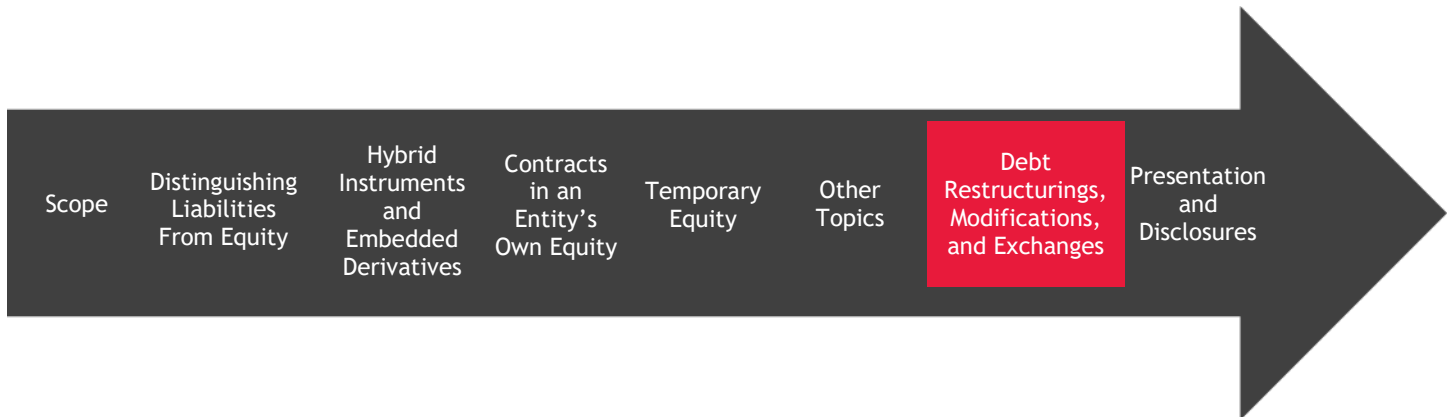 Scope
Distinguishing
Liabilities
From Equity
Hybrid
Instruments
and
Embedded
Derivatives
Contracts
in an
Entity’s
Own Equity
Temporary
Equity
Other
Topics
Debt
Restructurings,
Modifications,
and Exchanges
Presentation
and
Disclosures